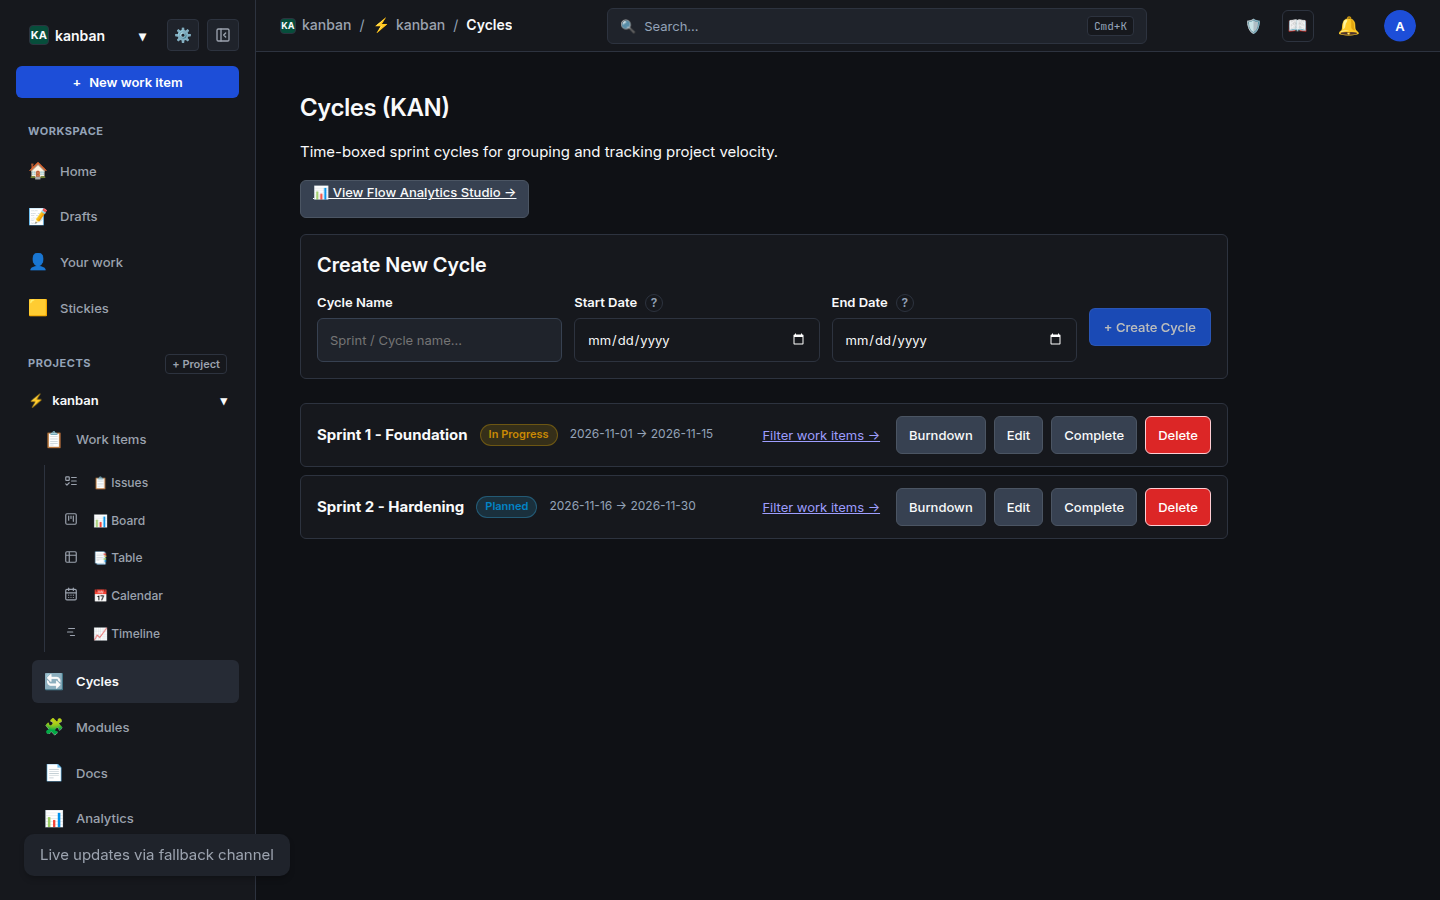 KA kanban ▾
+ New work item
WORKSPACE
Home
Drafts
Your work
Stickies
PROJECTS + Project
kanban ▾
Work Items
Issues
Board
Table
Calendar
Timeline
Cycles
Modules
Docs
Analytics
Live updates via fallback channel
KA kanban / kanban / Cycles
Search... Cmd+K
A
Cycles (KAN)
Time-boxed sprint cycles for grouping and tracking project velocity.
View Flow Analytics Studio →
Create New Cycle
Cycle Name Start Date ? End Date ?
Sprint / Cycle name... mm/dd/yyyy mm/dd/yyyy + Create Cycle
Sprint 1 - Foundation In Progress 2026-11-01 → 2026-11-15 Filter work items → Burndown Edit Complete Delete
Sprint 2 - Hardening Planned 2026-11-16 → 2026-11-30 Filter work items → Burndown Edit Complete Delete